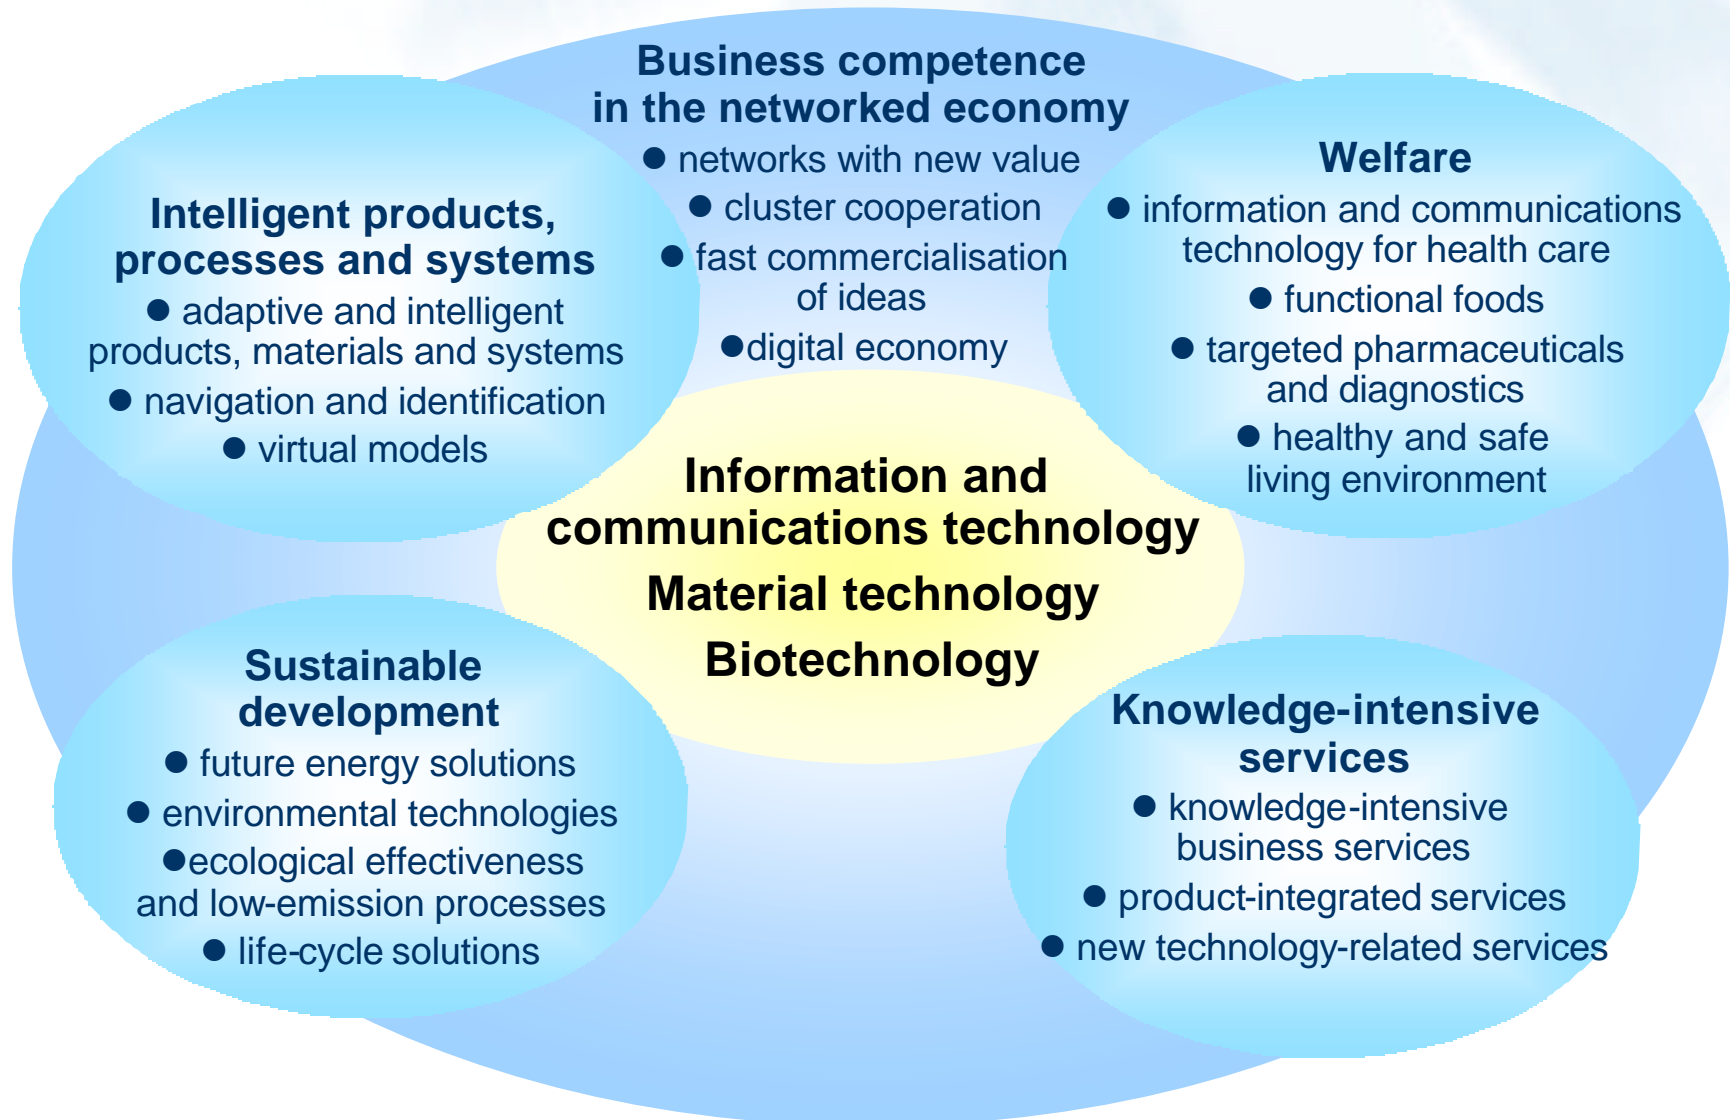 Business competence
in the networked economy
● networks with new value
● cluster cooperation
● fast commercialisation
of ideas
●digital economy
Intelligent products,
processes and systems
● adaptive and intelligent
products, materials and systems
● navigation and identification
● virtual models
Welfare
● information and communications
technology for health care
● functional foods
● targeted pharmaceuticals
and diagnostics
● healthy and safe
living environment
Information and
communications technology
Material technology
Biotechnology
Sustainable
development
● future energy solutions
● environmental technologies
●ecological effectiveness
and low-emission processes
● life-cycle solutions
Knowledge-intensive
services
● knowledge-intensive
business services
● product-integrated services
● new technology-related services